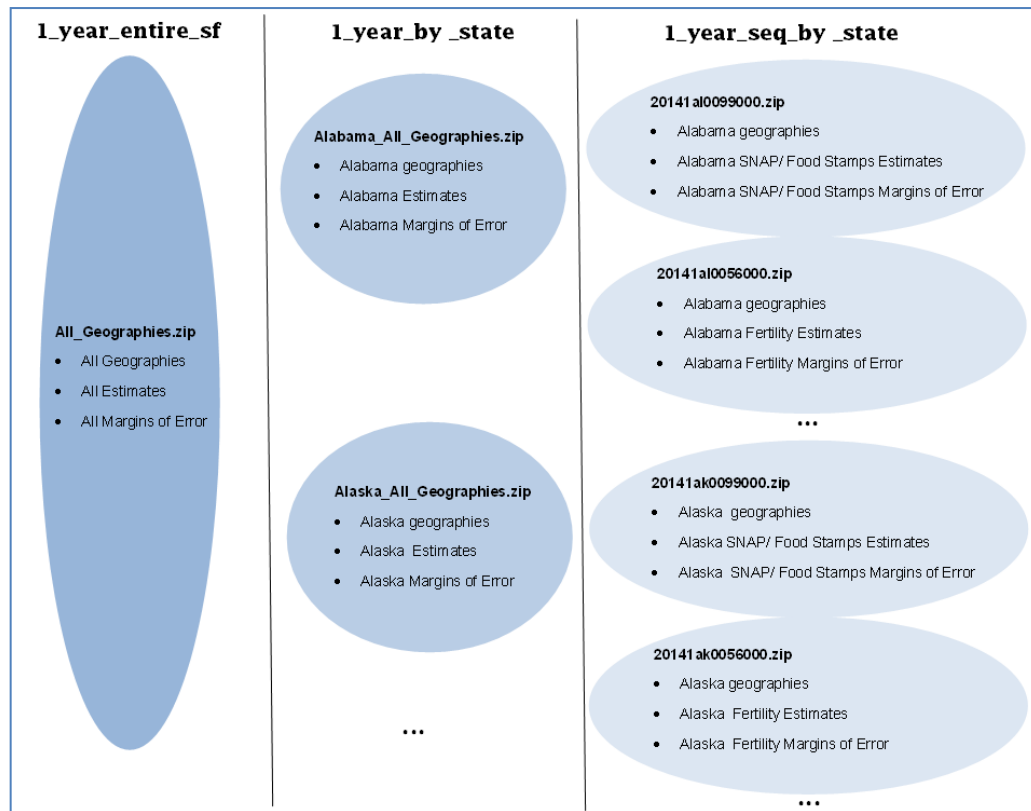 1_year_entire_sf
All_Geographies.zip
• All Geographies
• All Estimates
• All Margins of Error
1_year_by _state
Alabama_All_Geographies.zip
• Alabama geographies
• Alabama Estimates
• Alabama Margins of Error
Alaska_All_Geographies.zip
• Alaska geographies
• Alaska Estimates
• Alaska Margins of Error
...
1_year_seq_by _state
20141al0099000.zip
• Alabama geographies
• Alabama SNAP/ Food Stamps Estimates
• Alabama SNAP/ Food Stamps Margins of Error
20141al0056000.zip
• Alabama geographies
• Alabama Fertility Estimates
• Alabama Fertility Margins of Error
...
20141ak0099000.zip
• Alaska geographies
• Alaska SNAP/ Food Stamps Estimates
• Alaska SNAP/ Food Stamps Margins of Error
20141ak0056000.zip
• Alaska geographies
• Alaska Fertility Estimates
• Alaska Fertility Margins of Error
...